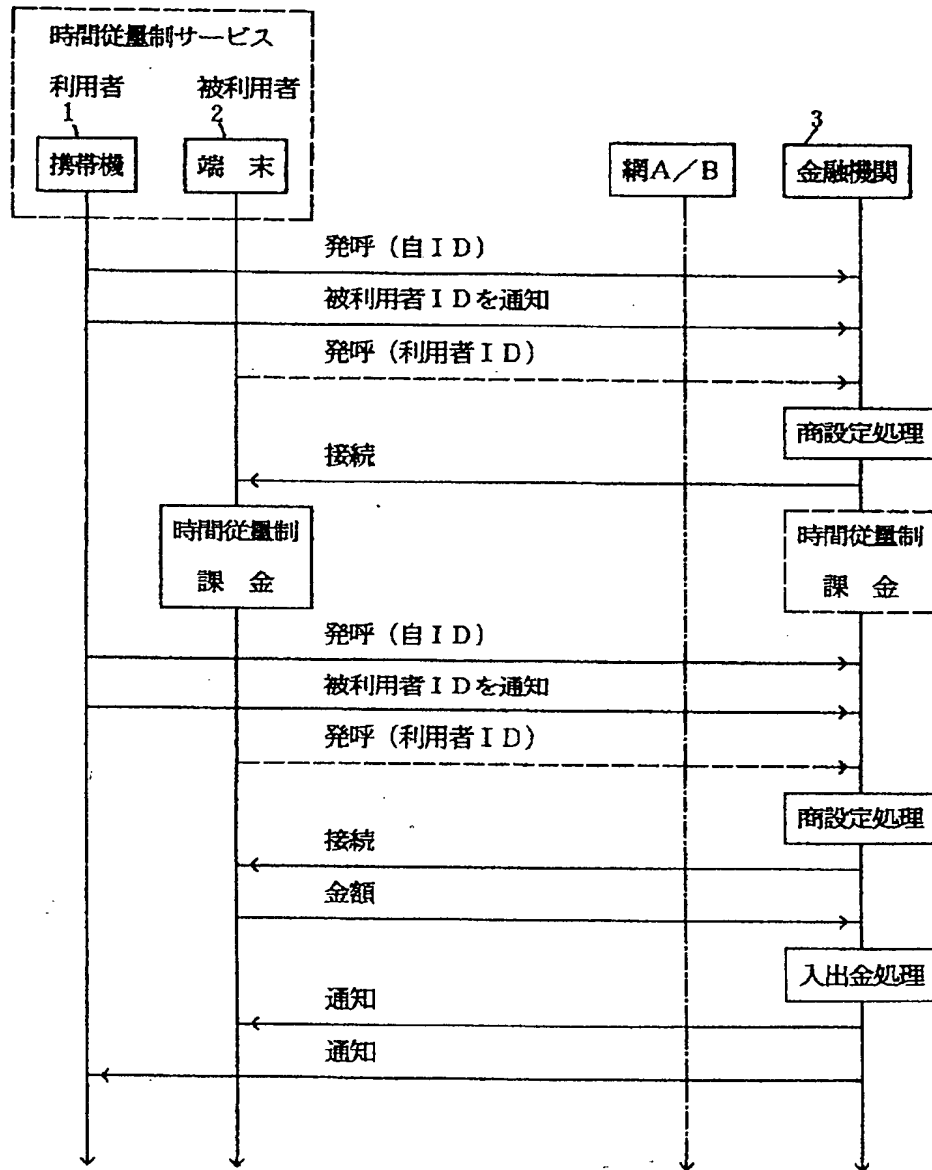 時間従量制サービス
利用者 被利用者
1 2 3
携帯機 端 末 網A/B 金融機関
発呼(自ID)
被利用者IDを通知
発呼(利用者ID)
商設定処理
接続
時間従量制 時間従量制
課 金 課 金
発呼(自ID)
被利用者IDを通知
発呼(利用者ID)
商設定処理
接続
金額
入出金処理
通知
通知